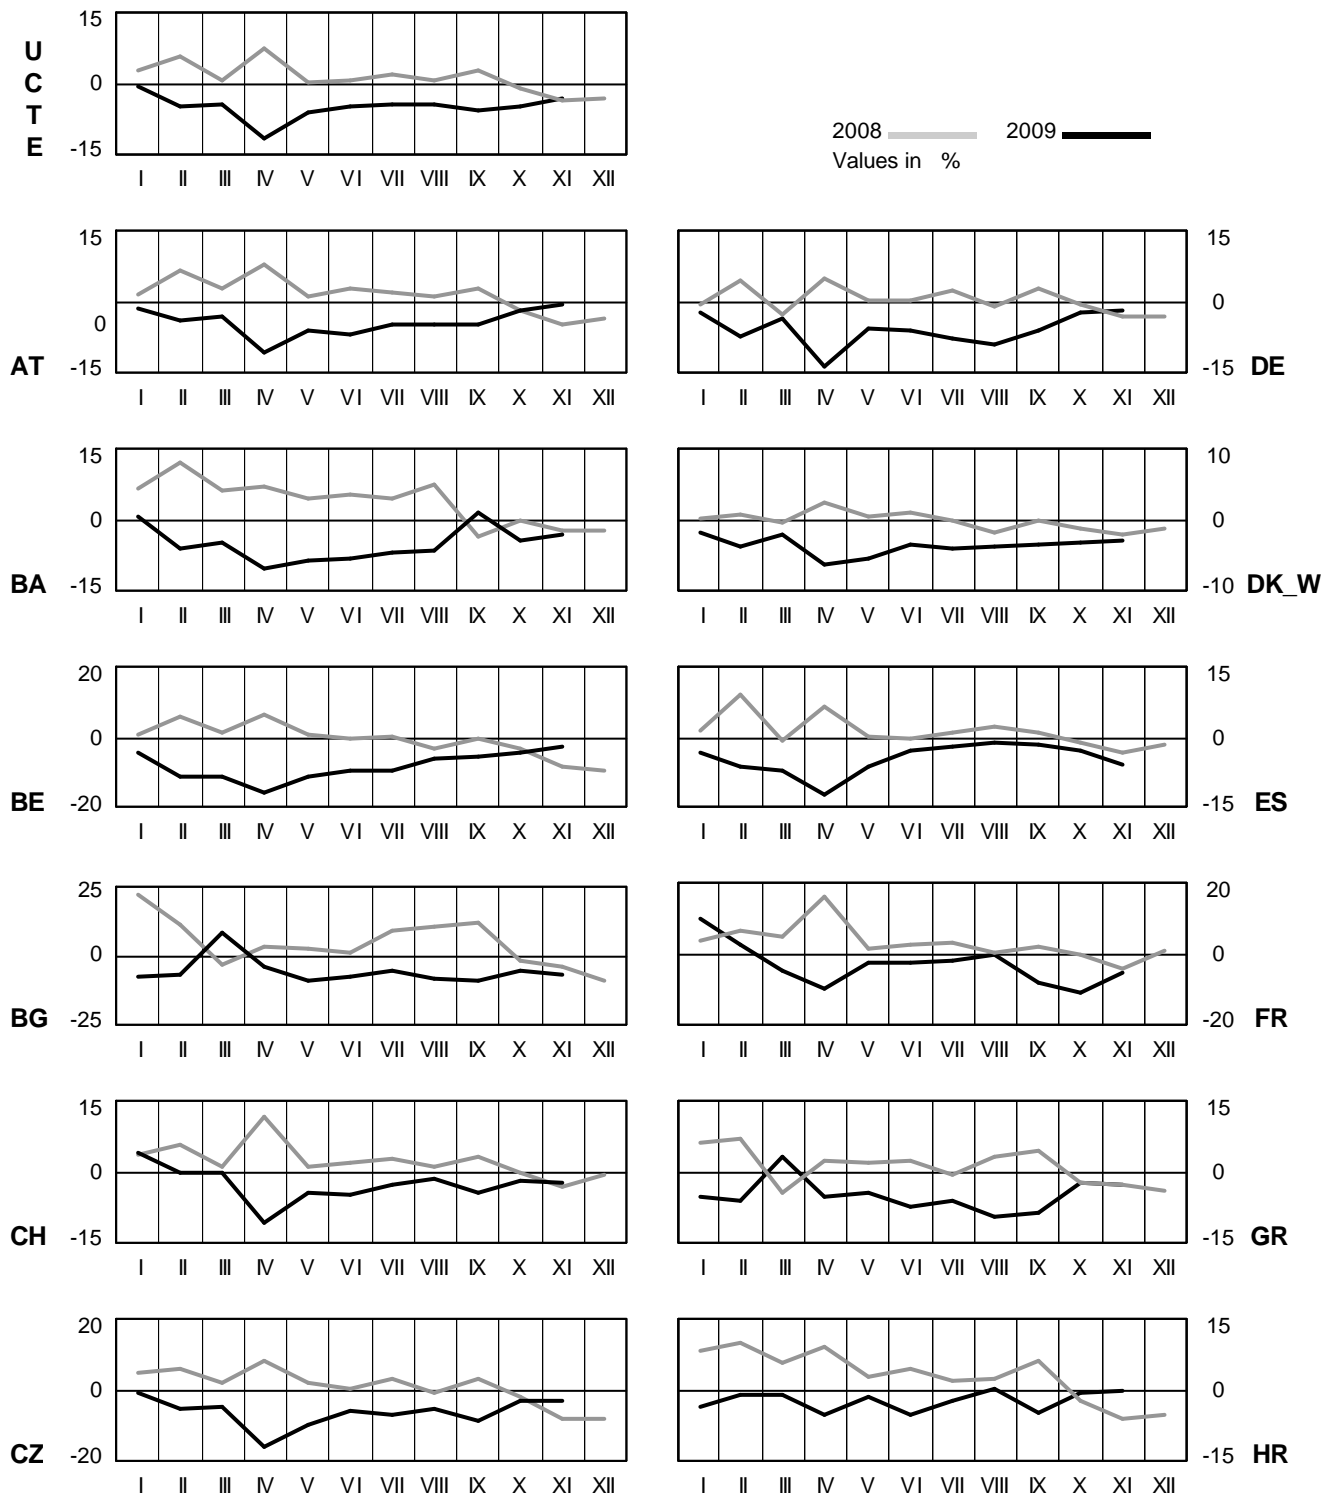 15
U
C
T
E
0
-15
I II III IV V VI VII VIII IX X XI XII
2008 2009
Values in %
15
0
AT -15
I II III IV V VI VII VIII IX X XI XII
15
0
-15 DE
I II III IV V VI VII VIII IX X XI XII
15
0
BA -15
I II III IV V VI VII VIII IX X XI XII
10
0
-10 DK_W
I II III IV V VI VII VIII IX X XI XII
20
0
BE -20
I II III IV V VI VII VIII IX X XI XII
15
0
-15 ES
I II III IV V VI VII VIII IX X XI XII
25
0
BG -25
I II III IV V VI VII VIII IX X XI XII
20
0
-20 FR
I II III IV V VI VII VIII IX X XI XII
15
0
CH -15
I II III IV V VI VII VIII IX X XI XII
15
0
-15 GR
I II III IV V VI VII VIII IX X XI XII
20
0
CZ -20
I II III IV V VI VII VIII IX X XI XII
15
0
-15 HR
I II III IV V VI VII VIII IX X XI XII